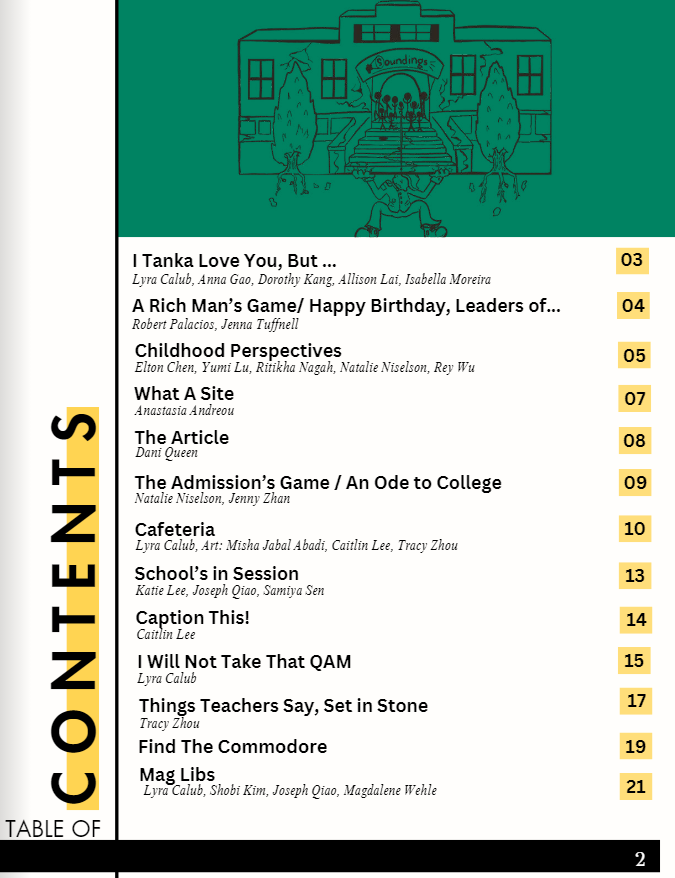 Soundings
I Tanka Love You, But ... 03
Lyra Calub, Anna Gao, Dorothy Kang, Allison Lai, Isabella Moreira
A Rich Man's Game/ Happy Birthday, Leaders of... 04
Robert Palacios, Jenna Tuffnell
Childhood Perspectives 05
Elton Chen, Yumi Lu, Ritikha Nagah, Natalie Niselson, Rey Wu
What A Site 07
Anastasia Andreou
The Article 08
Dani Queen
The Admission's Game / An Ode to College 09
Natalie Niselson, Jenny Zhan
Cafeteria 10
Lyra Calub, Art: Misha Jabal Abadi, Caitlin Lee, Tracy Zhou
School's in Session 13
Katie Lee, Joseph Qiao, Samiya Sen
Caption This! 14
Caitlin Lee
I Will Not Take That QAM 15
Lyra Calub
Things Teachers Say, Set in Stone 17
Tracy Zhou
Find The Commodore 19
Mag Libs 21
Lyra Calub, Shobi Kim, Joseph Qiao, Magdalene Wehle
TABLE OF
CONTENTS
2